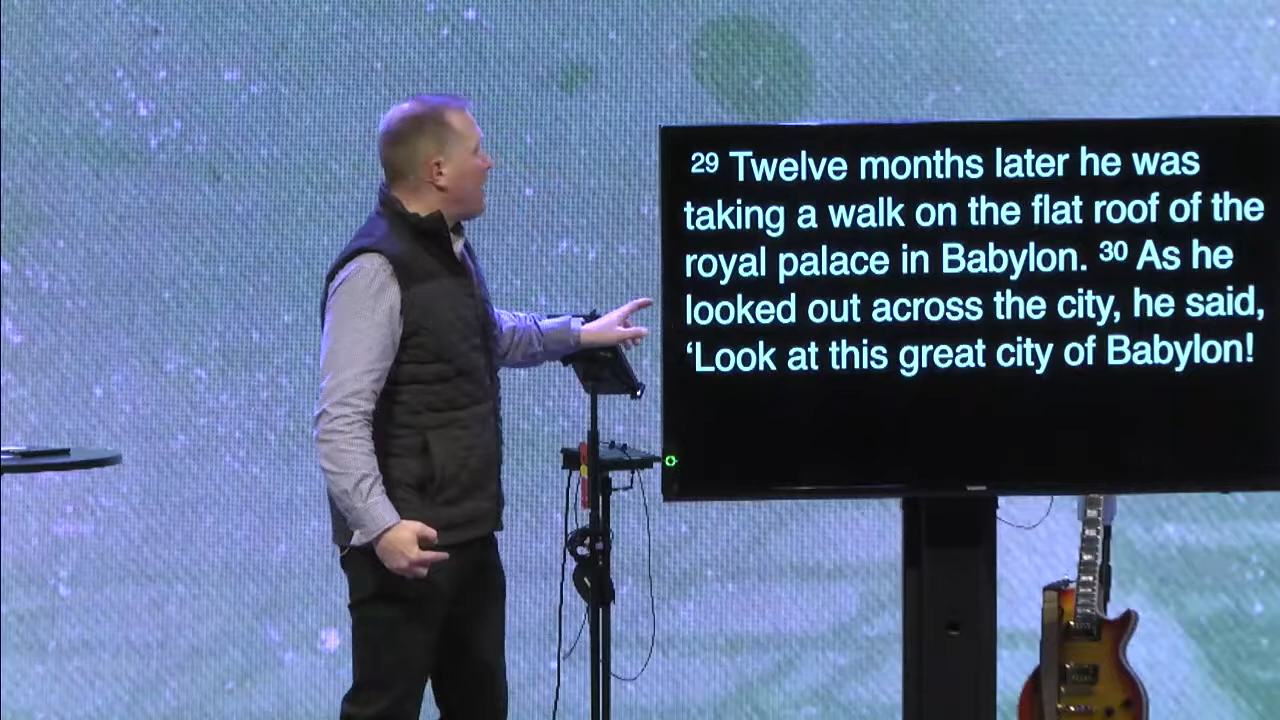 29 Twelve months later he was
taking a walk on the flat roof of the
royal palace in Babylon. 30 As he
looked out across the city, he said,
‘Look at this great city of Babylon!